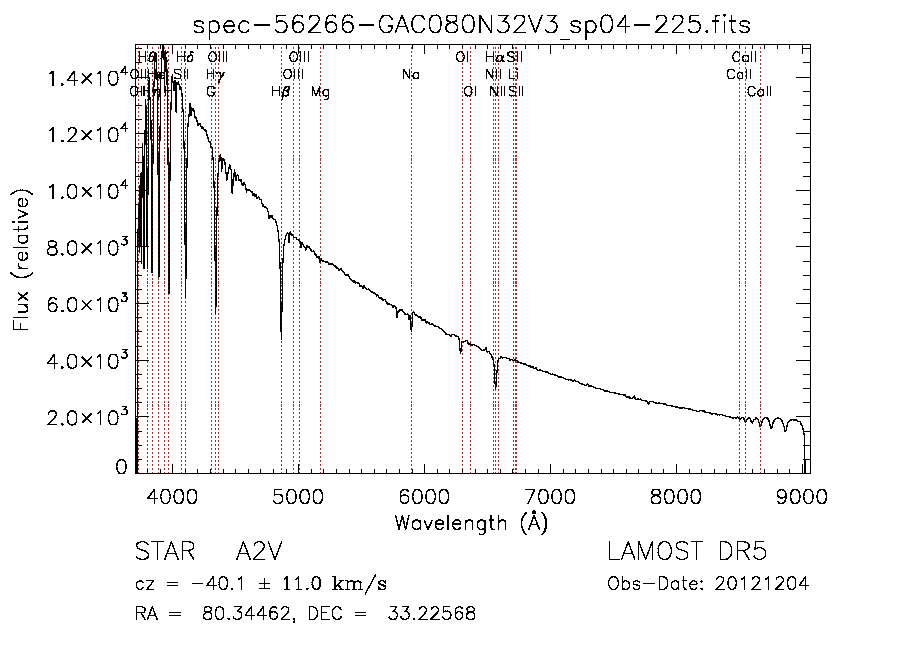 spec-56266-GAC080N32V3_sp04-225.fits
Hδ OIII OIII OI Hα SII CaII
SII Hγ OIII Na NII Li CaII
G Hβ Mg OI NII SII CaII
1.4×10⁴
1.2×10⁴
1.0×10⁴
8.0×10³
6.0×10³
4.0×10³
2.0×10³
0
Flux (relative)
4000 5000 6000 7000 8000 9000
Wavelength (Å)
STAR A2V LAMOST DR5
cz = −40.1 ± 11.0 km/s Obs-Date: 20121204
RA = 80.34462, DEC = 33.22568